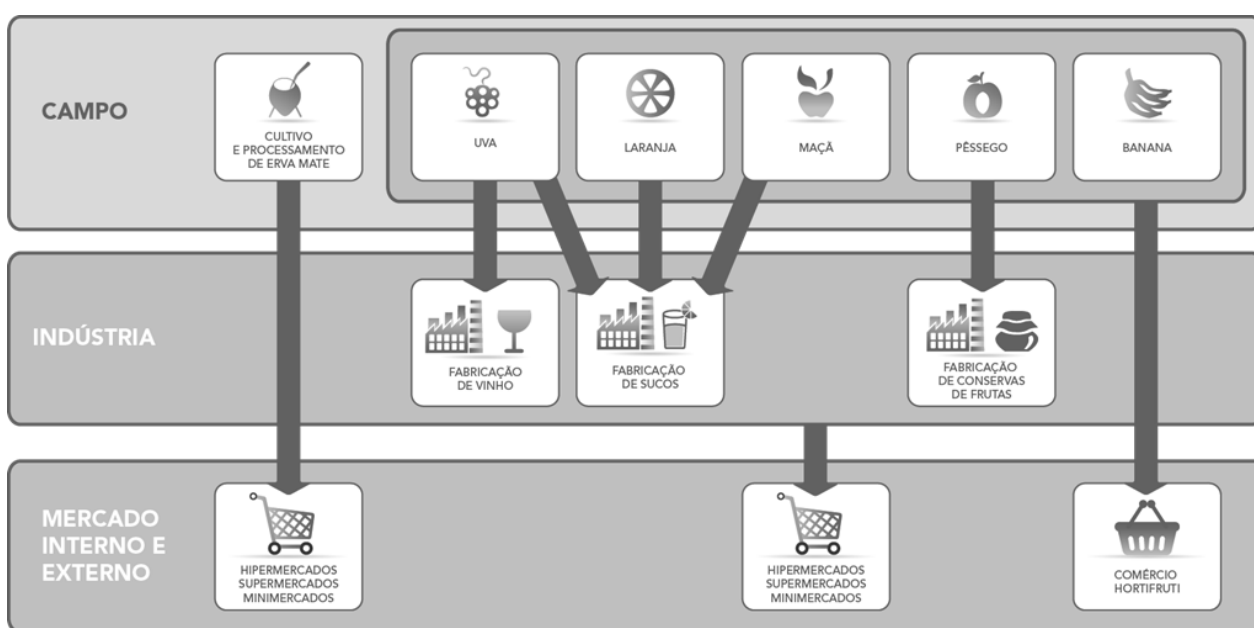 CAMPO
CULTIVO
E PROCESSAMENTO
DE ERVA MATE
UVA
LARANJA
MAÇÃ
PÊSSEGO
BANANA
INDÚSTRIA
FABRICAÇÃO
DE VINHO
FABRICAÇÃO
DE SUCOS
FABRICAÇÃO
DE CONSERVAS
DE FRUTAS
MERCADO
INTERNO E
EXTERNO
HIPERMERCADOS
SUPERMERCADOS
MINIMERCADOS
HIPERMERCADOS
SUPERMERCADOS
MINIMERCADOS
COMÉRCIO
HORTIFRUTI